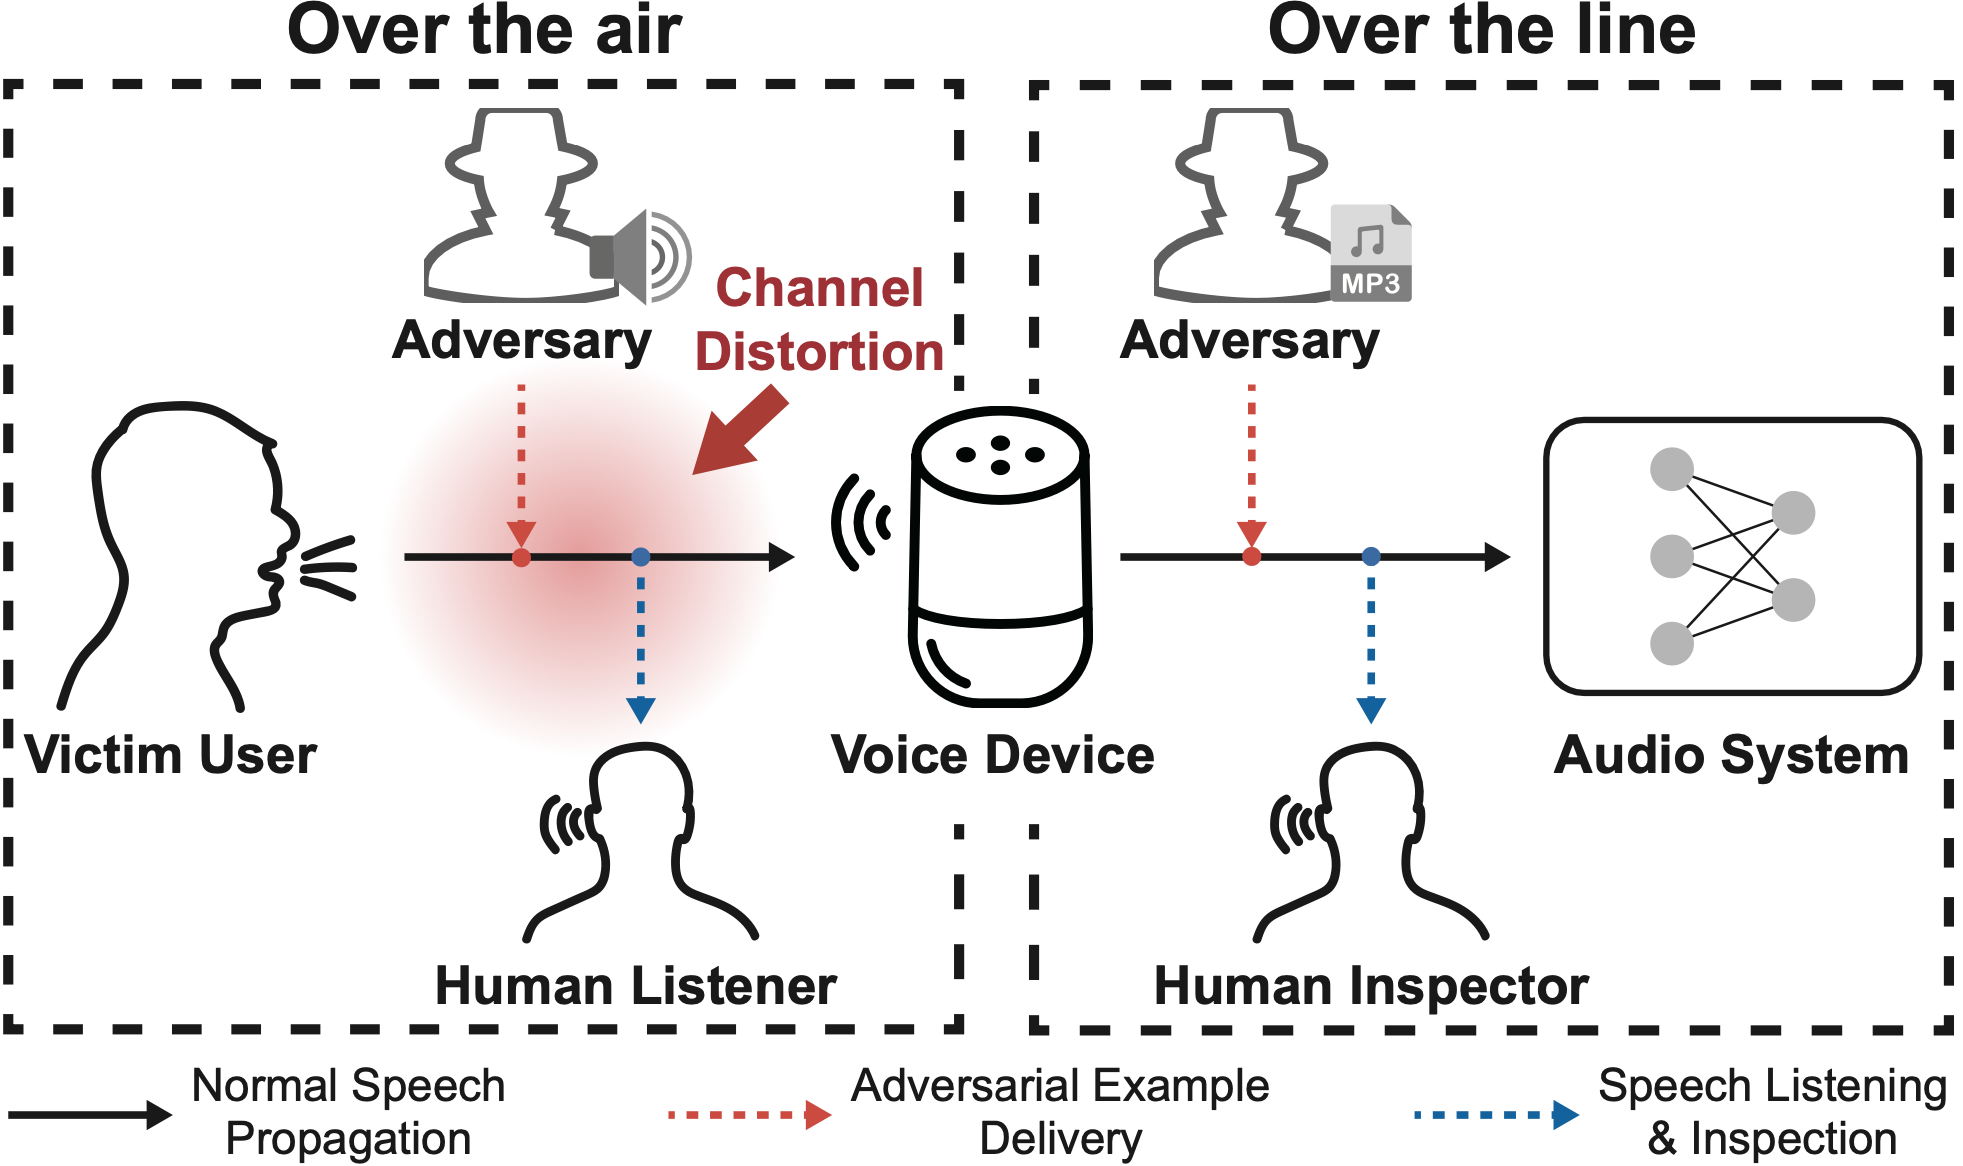 Over the air
Over the line
Channel
Distortion
MP3
Adversary
Adversary
Victim User
Voice Device
Audio System
Human Listener
Human Inspector
Normal Speech
Propagation
Adversarial Example
Delivery
Speech Listening
& Inspection